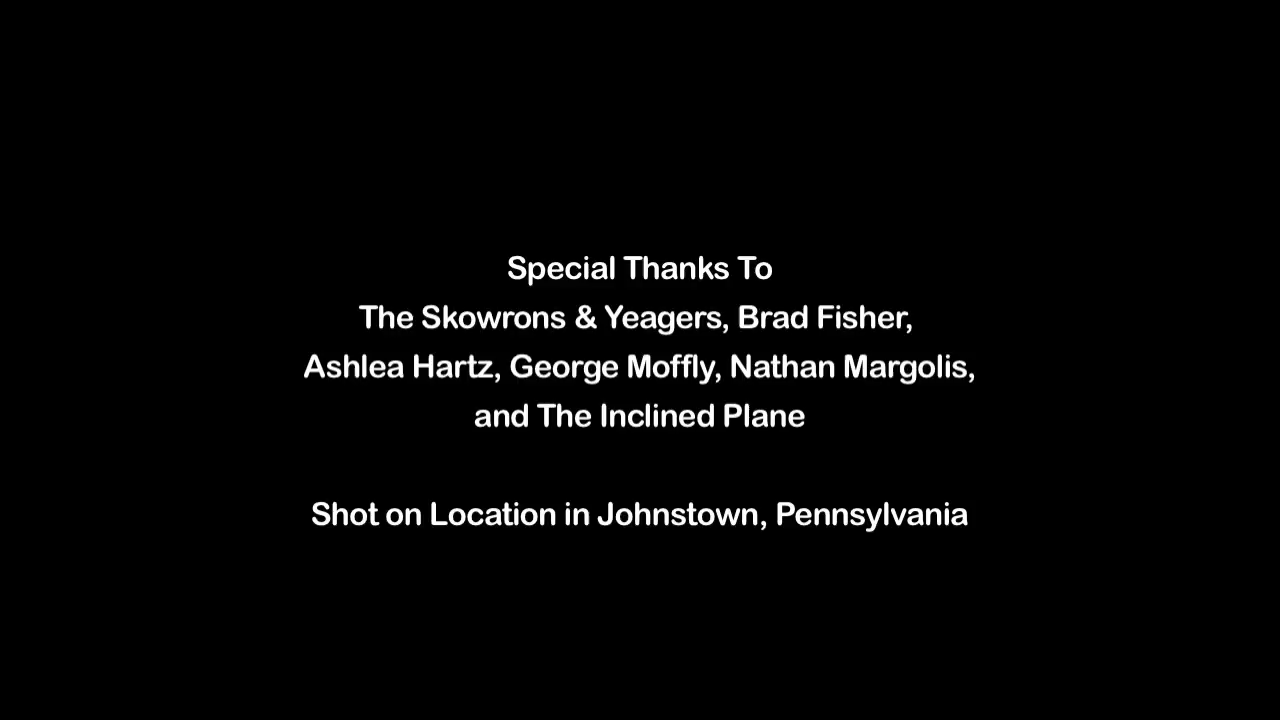 Special Thanks To
The Skowrons & Yeagers, Brad Fisher,
Ashlea Hartz, George Moffly, Nathan Margolis,
and The Inclined Plane
Shot on Location in Johnstown, Pennsylvania